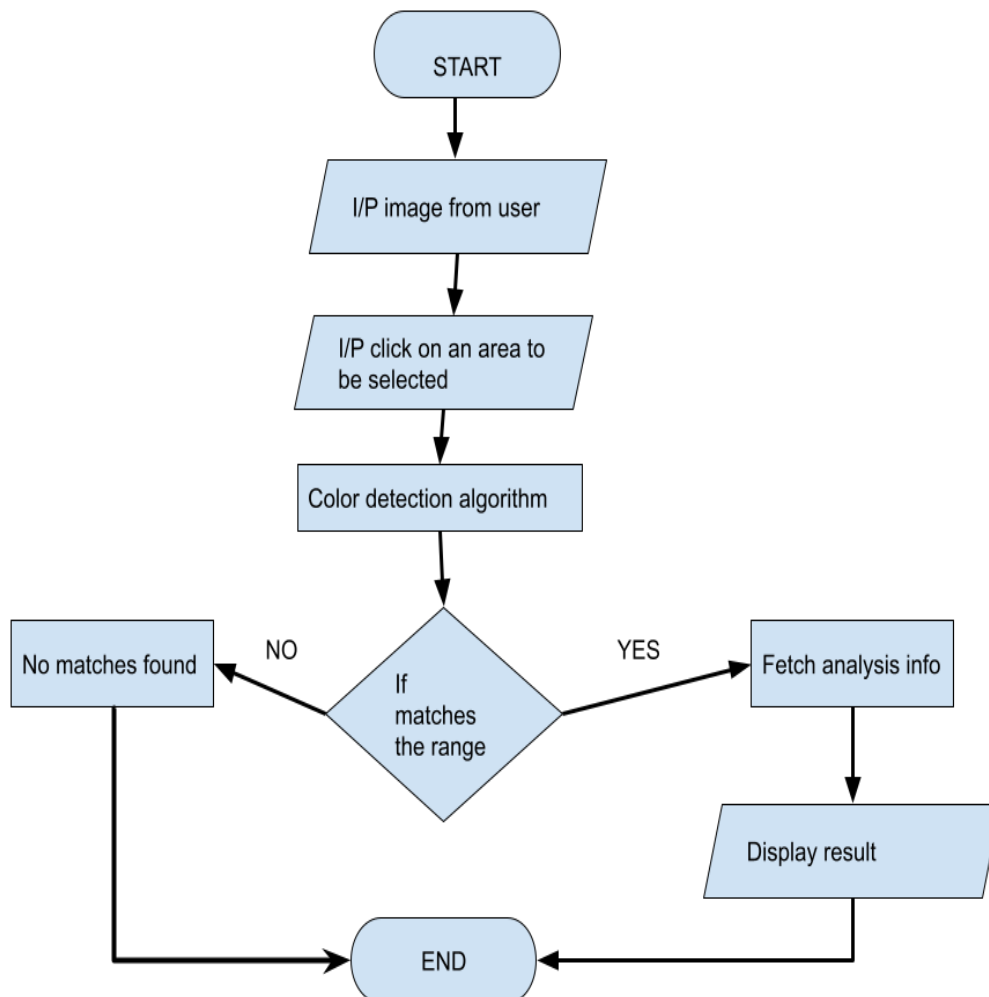 START
I/P image from user
I/P click on an area to
be selected
Color detection algorithm
NO
YES
No matches found
If
matches
the range
Fetch analysis info
Display result
END